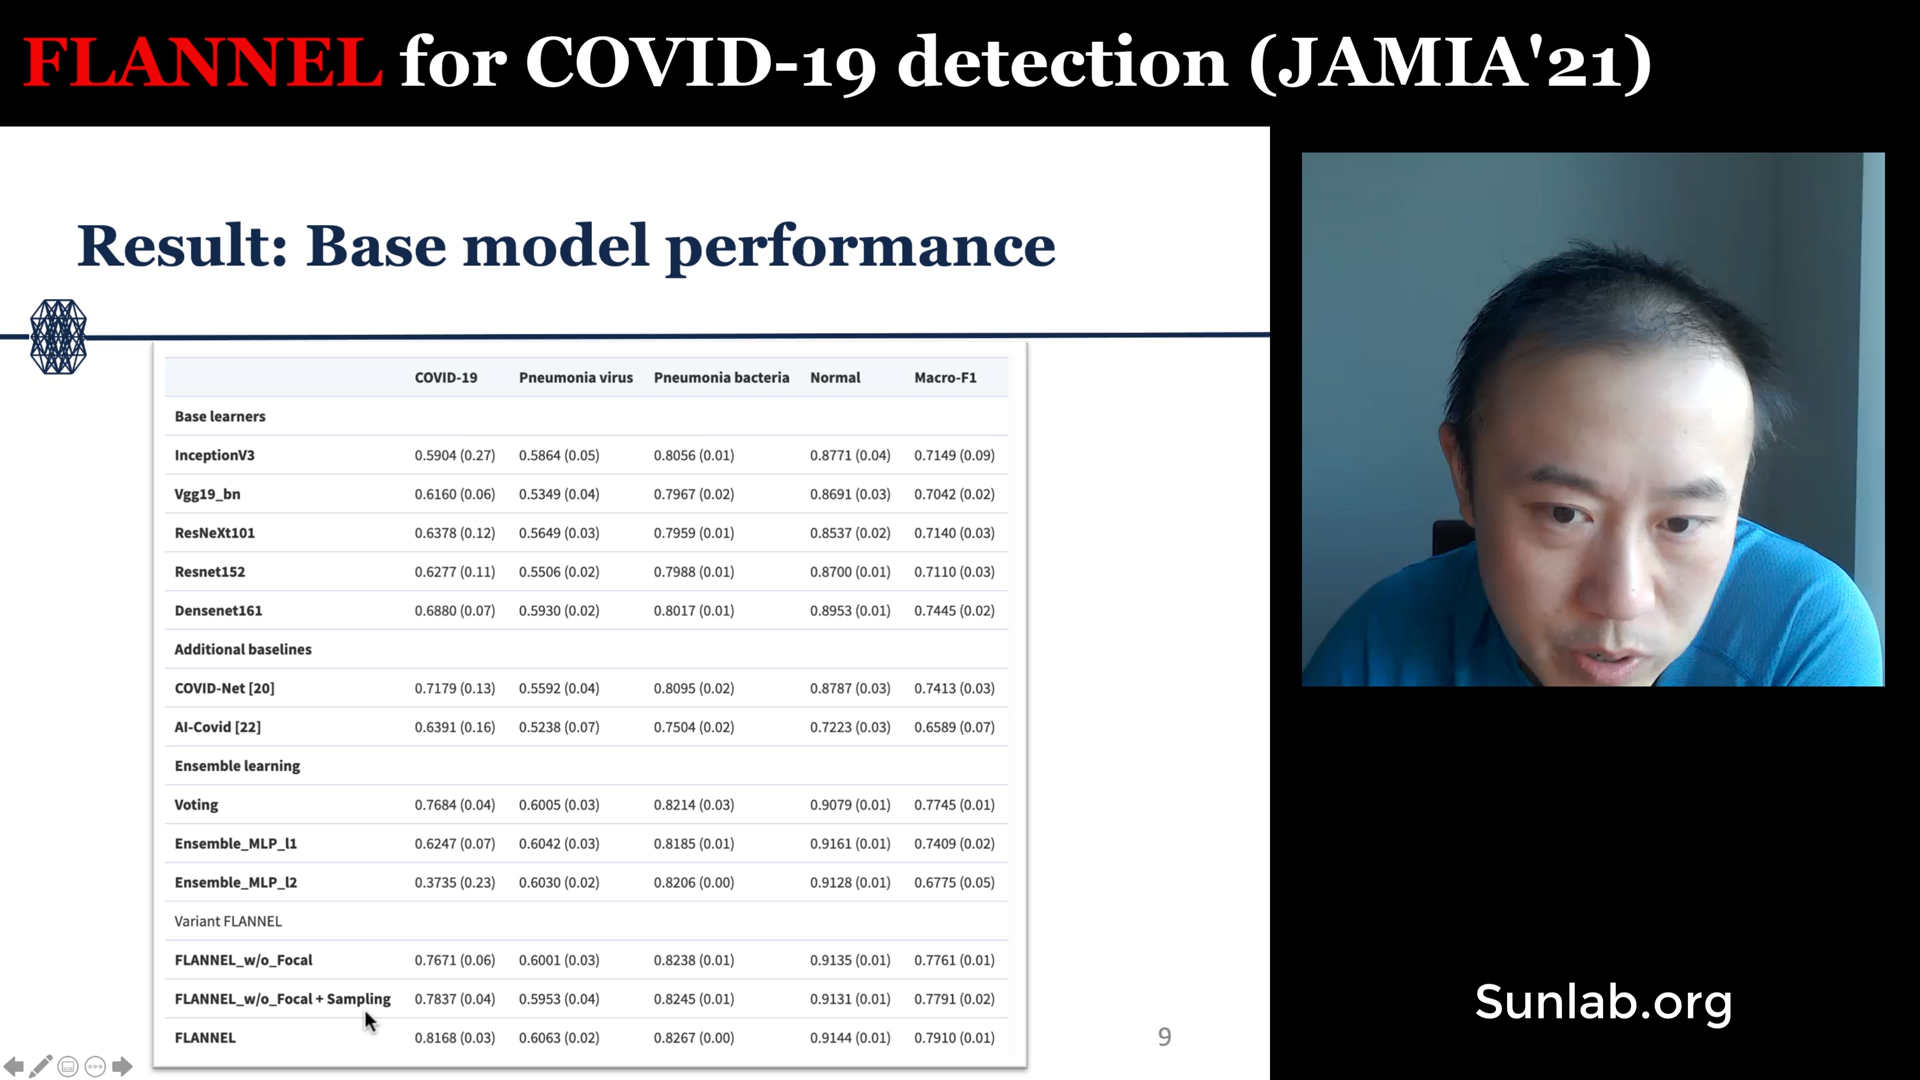 FLANNEL for COVID-19 detection (JAMIA'21)
Result: Base model performance
COVID-19 Pneumonia virus Pneumonia bacteria Normal Macro-F1
Base learners
InceptionV3 0.5904 (0.27) 0.5864 (0.05) 0.8056 (0.01) 0.8771 (0.04) 0.7149 (0.09)
Vgg19_bn 0.6160 (0.06) 0.5349 (0.04) 0.7967 (0.02) 0.8691 (0.03) 0.7042 (0.02)
ResNeXt101 0.6378 (0.12) 0.5649 (0.03) 0.7959 (0.01) 0.8537 (0.02) 0.7140 (0.03)
Resnet152 0.6277 (0.11) 0.5506 (0.02) 0.7988 (0.01) 0.8700 (0.01) 0.7110 (0.03)
Densenet161 0.6880 (0.07) 0.5930 (0.02) 0.8017 (0.01) 0.8953 (0.01) 0.7445 (0.02)
Additional baselines
COVID-Net [20] 0.7179 (0.13) 0.5592 (0.04) 0.8095 (0.02) 0.8787 (0.03) 0.7413 (0.03)
AI-Covid [22] 0.6391 (0.16) 0.5238 (0.07) 0.7504 (0.02) 0.7223 (0.03) 0.6589 (0.07)
Ensemble learning
Voting 0.7684 (0.04) 0.6005 (0.03) 0.8214 (0.03) 0.9079 (0.01) 0.7745 (0.01)
Ensemble_MLP_l1 0.6247 (0.07) 0.6042 (0.03) 0.8185 (0.01) 0.9161 (0.01) 0.7409 (0.02)
Ensemble_MLP_l2 0.3735 (0.23) 0.6030 (0.02) 0.8206 (0.00) 0.9128 (0.01) 0.6775 (0.05)
Variant FLANNEL
FLANNEL_w/o_Focal 0.7671 (0.06) 0.6001 (0.03) 0.8238 (0.01) 0.9135 (0.01) 0.7761 (0.01)
FLANNEL_w/o_Focal + Sampling 0.7837 (0.04) 0.5953 (0.04) 0.8245 (0.01) 0.9131 (0.01) 0.7791 (0.02)
FLANNEL 0.8168 (0.03) 0.6063 (0.02) 0.8267 (0.00) 0.9144 (0.01) 0.7910 (0.01)
9
Sunlab.org